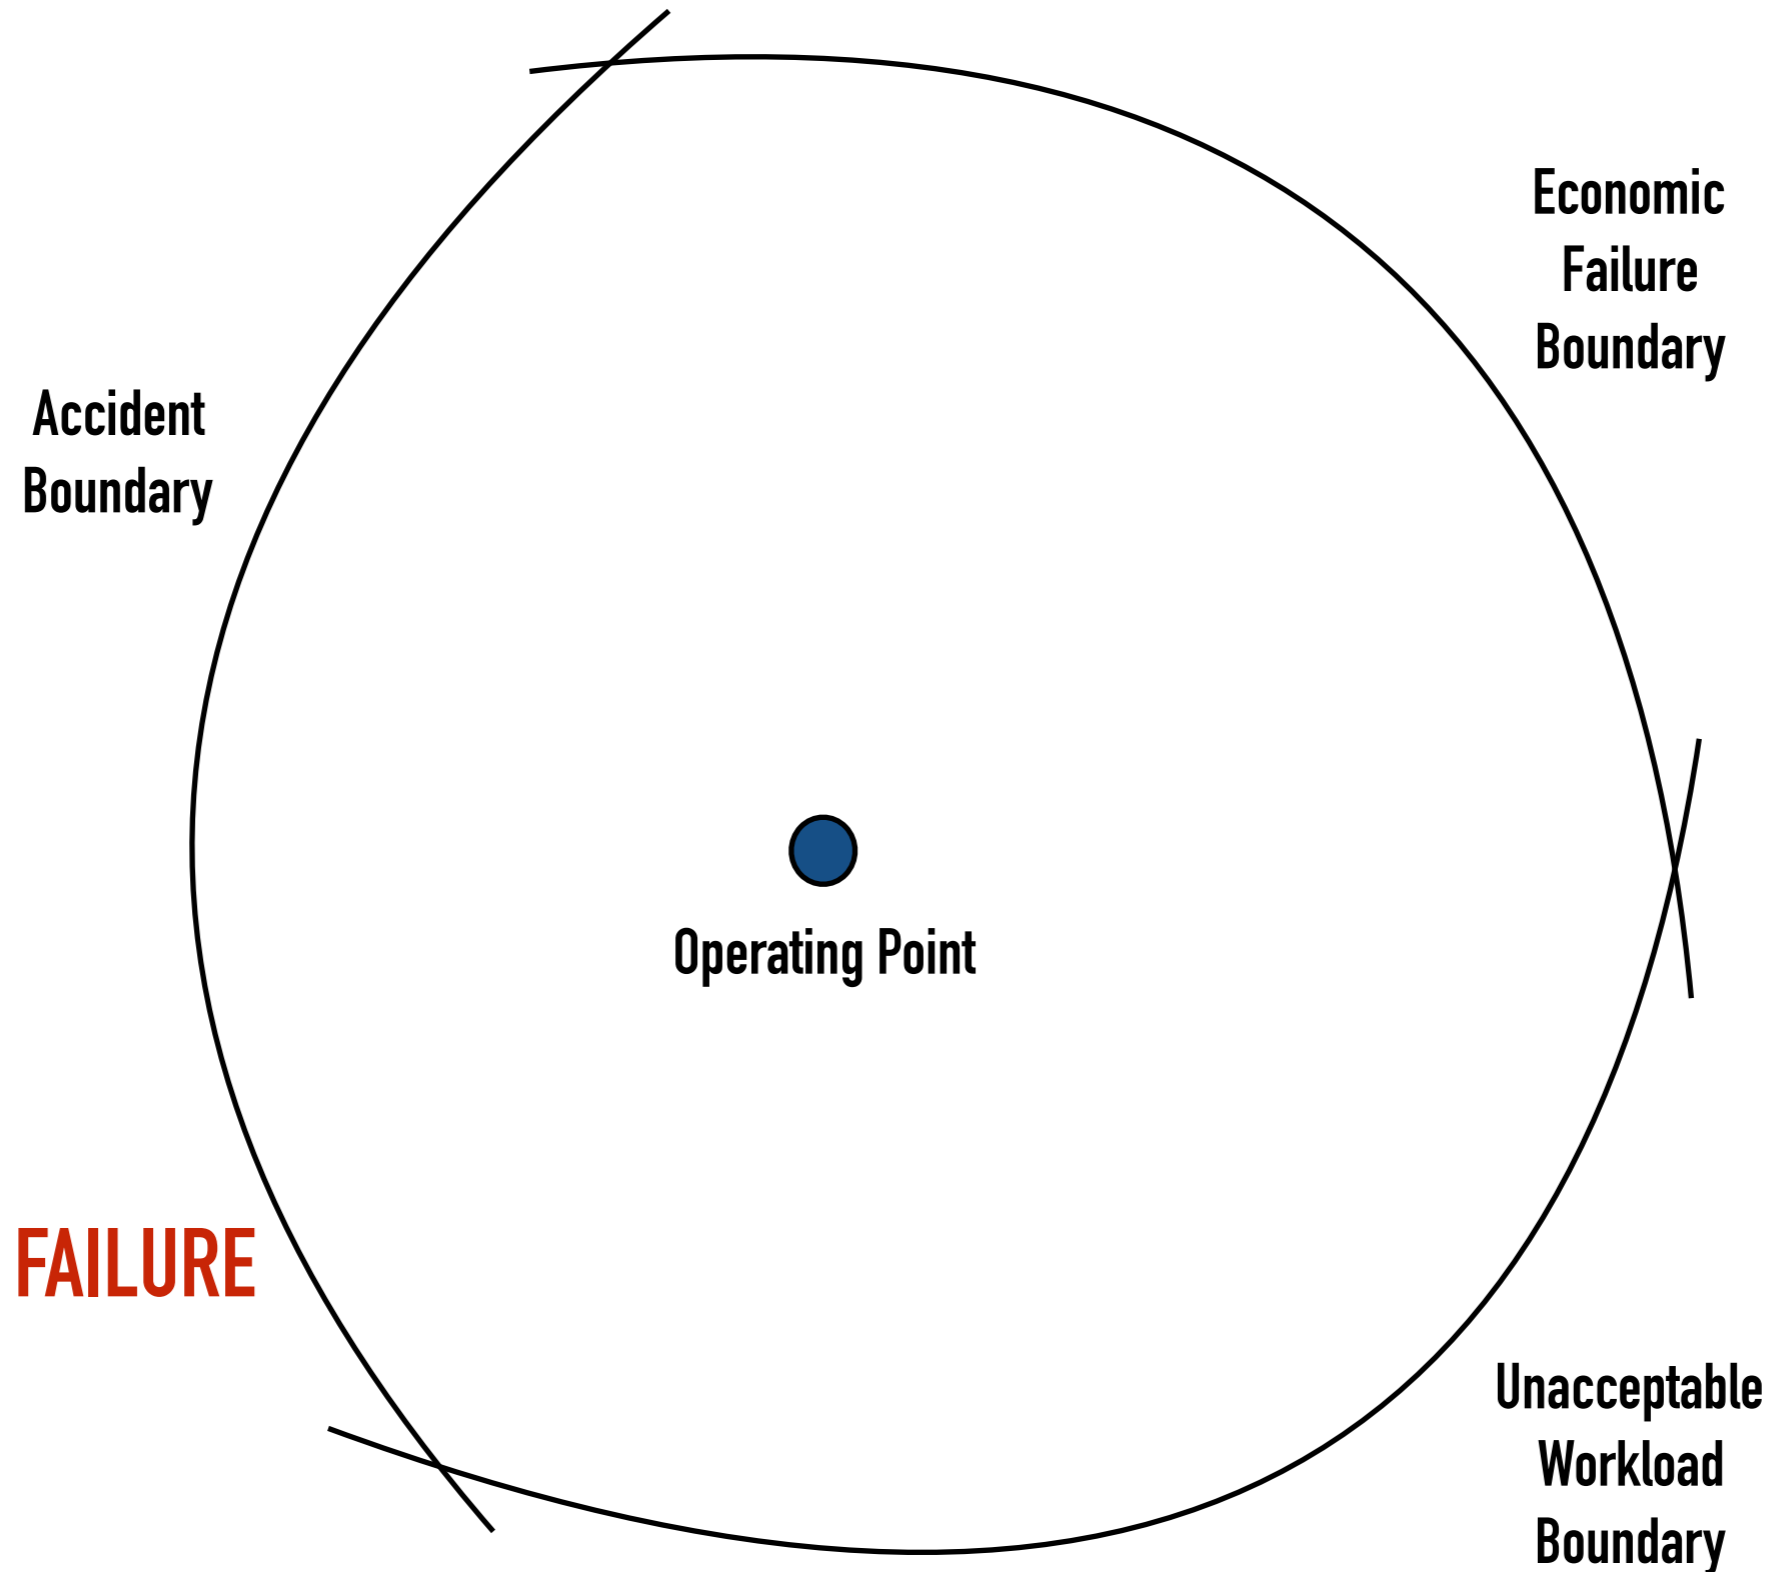 Economic
Failure
Boundary
Accident
Boundary
Operating Point
FAILURE
Unacceptable
Workload
Boundary